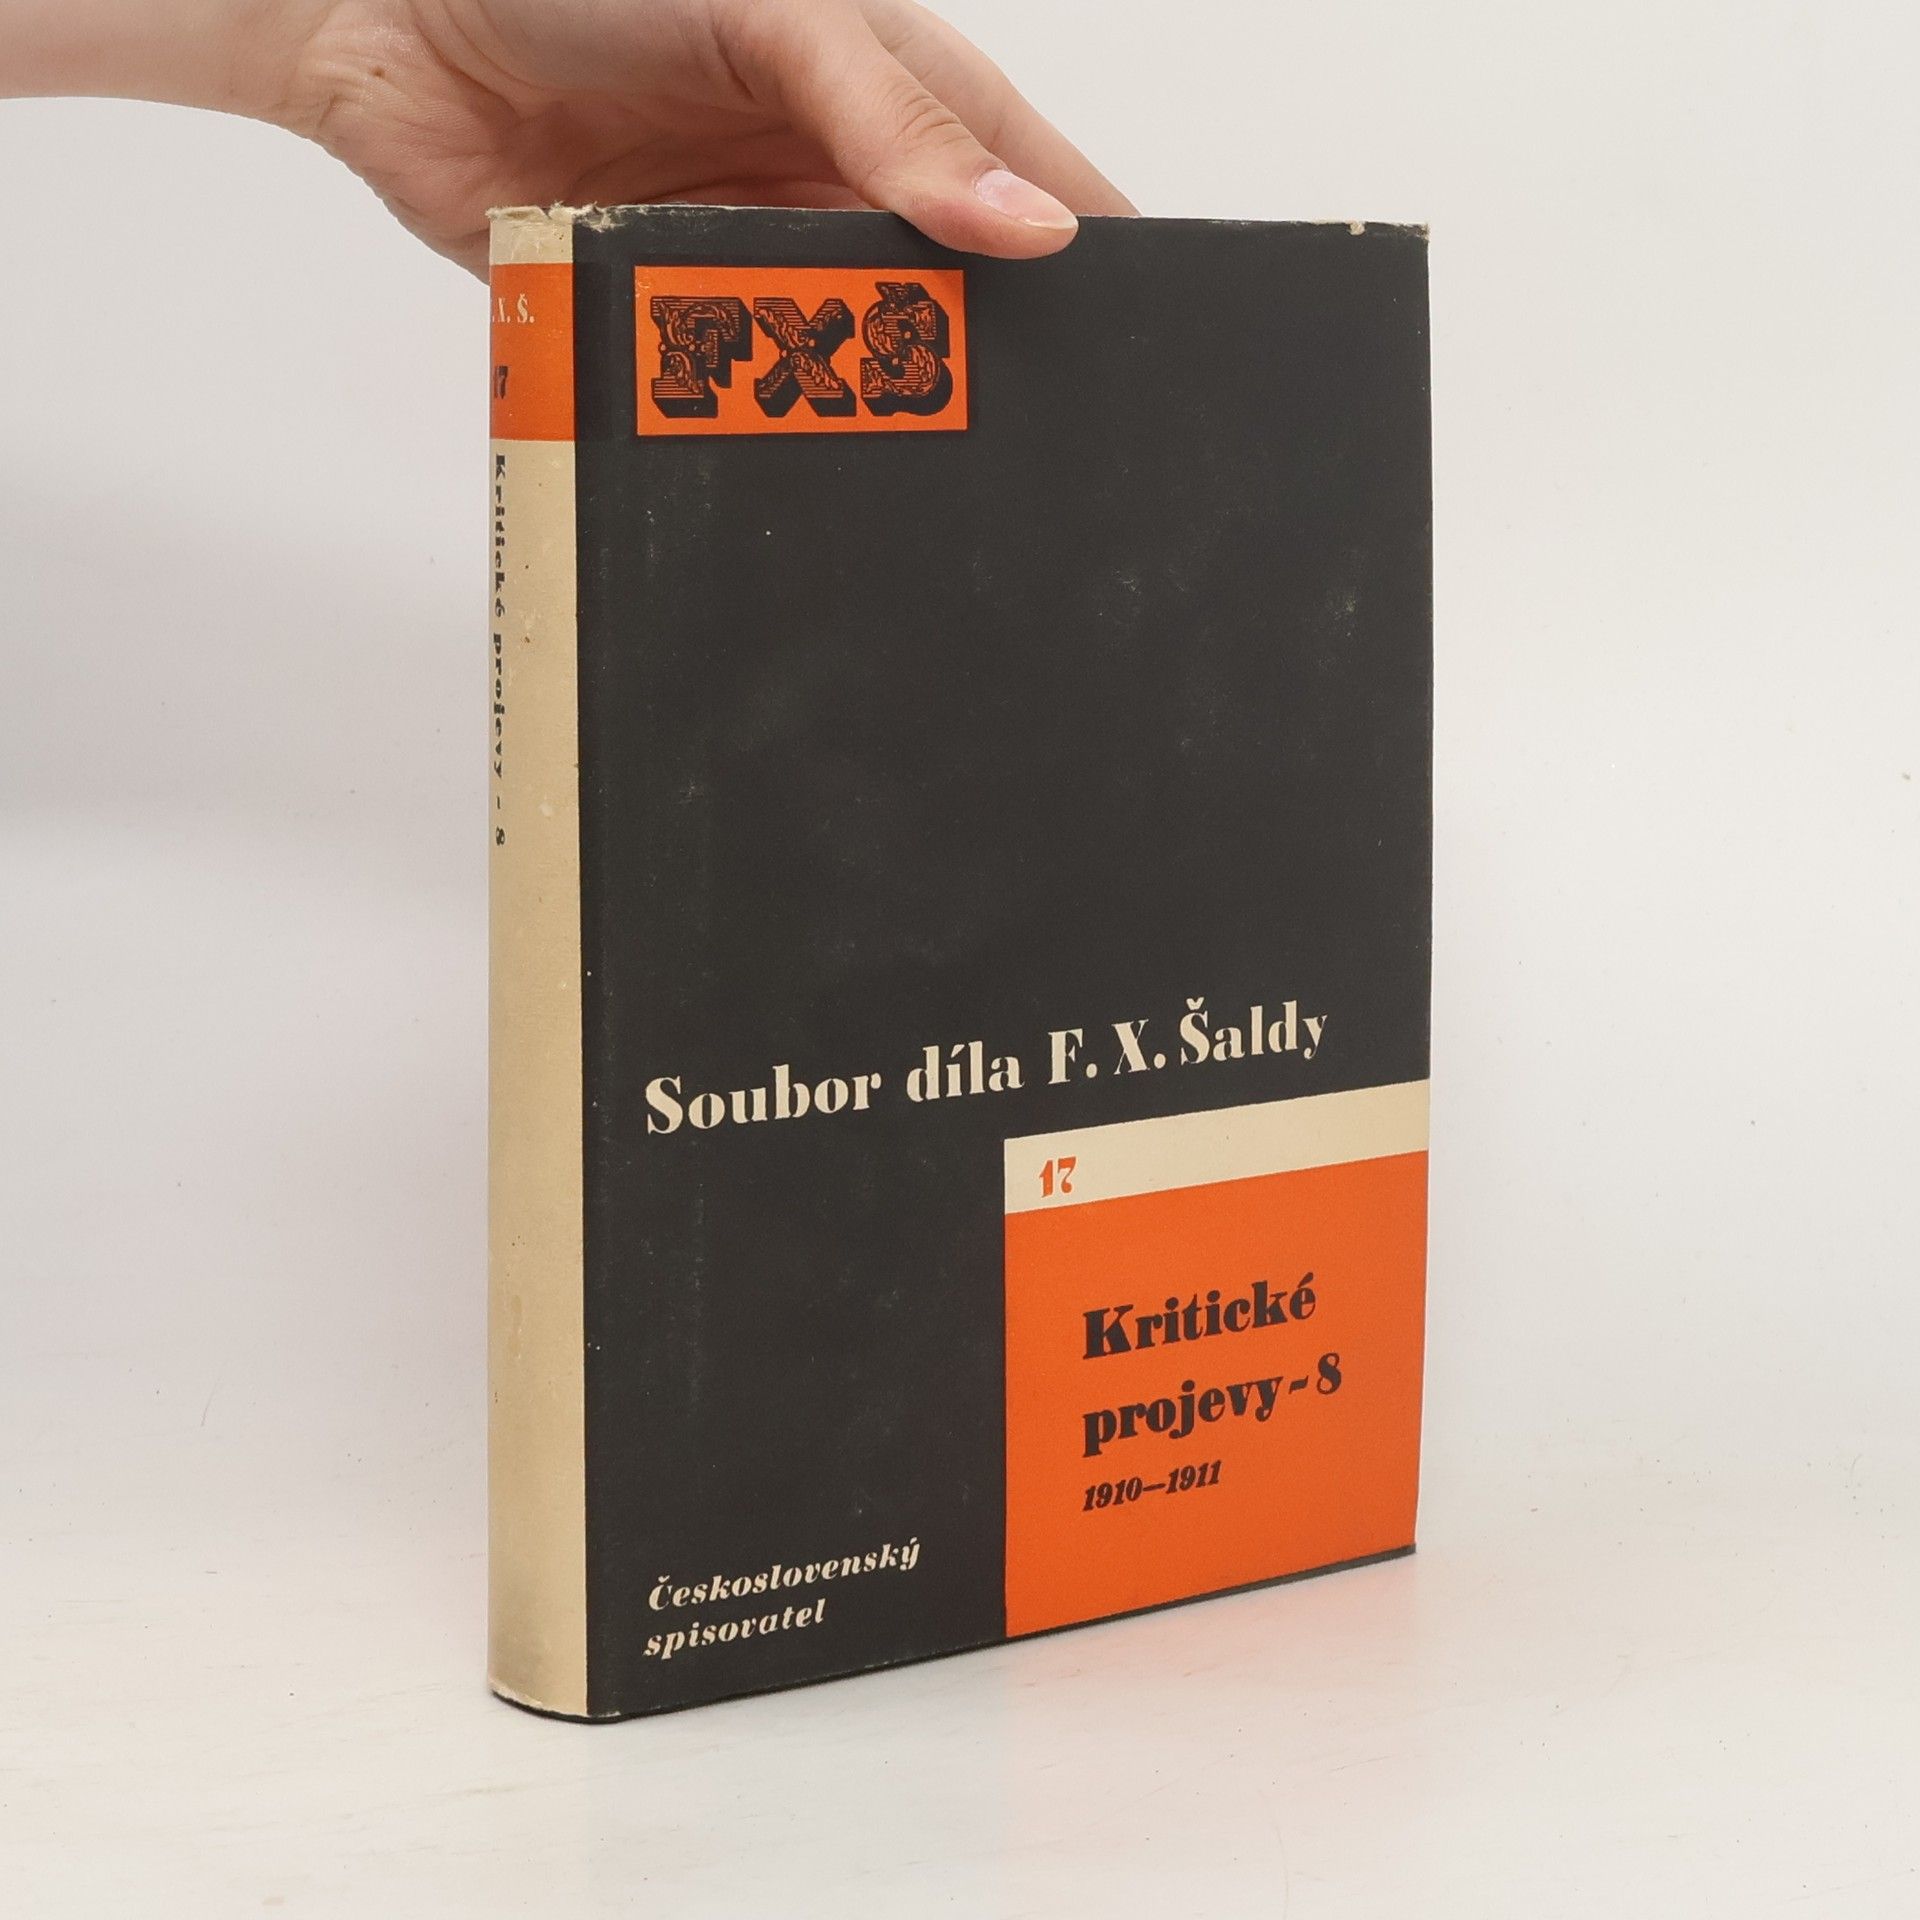 FXŠ
X. Š.
17
Kritické projevy - 8
Soubor díla F. X. Šaldy
17
Kritické
projevy - 8
1910—1911
Československý
spisovatel